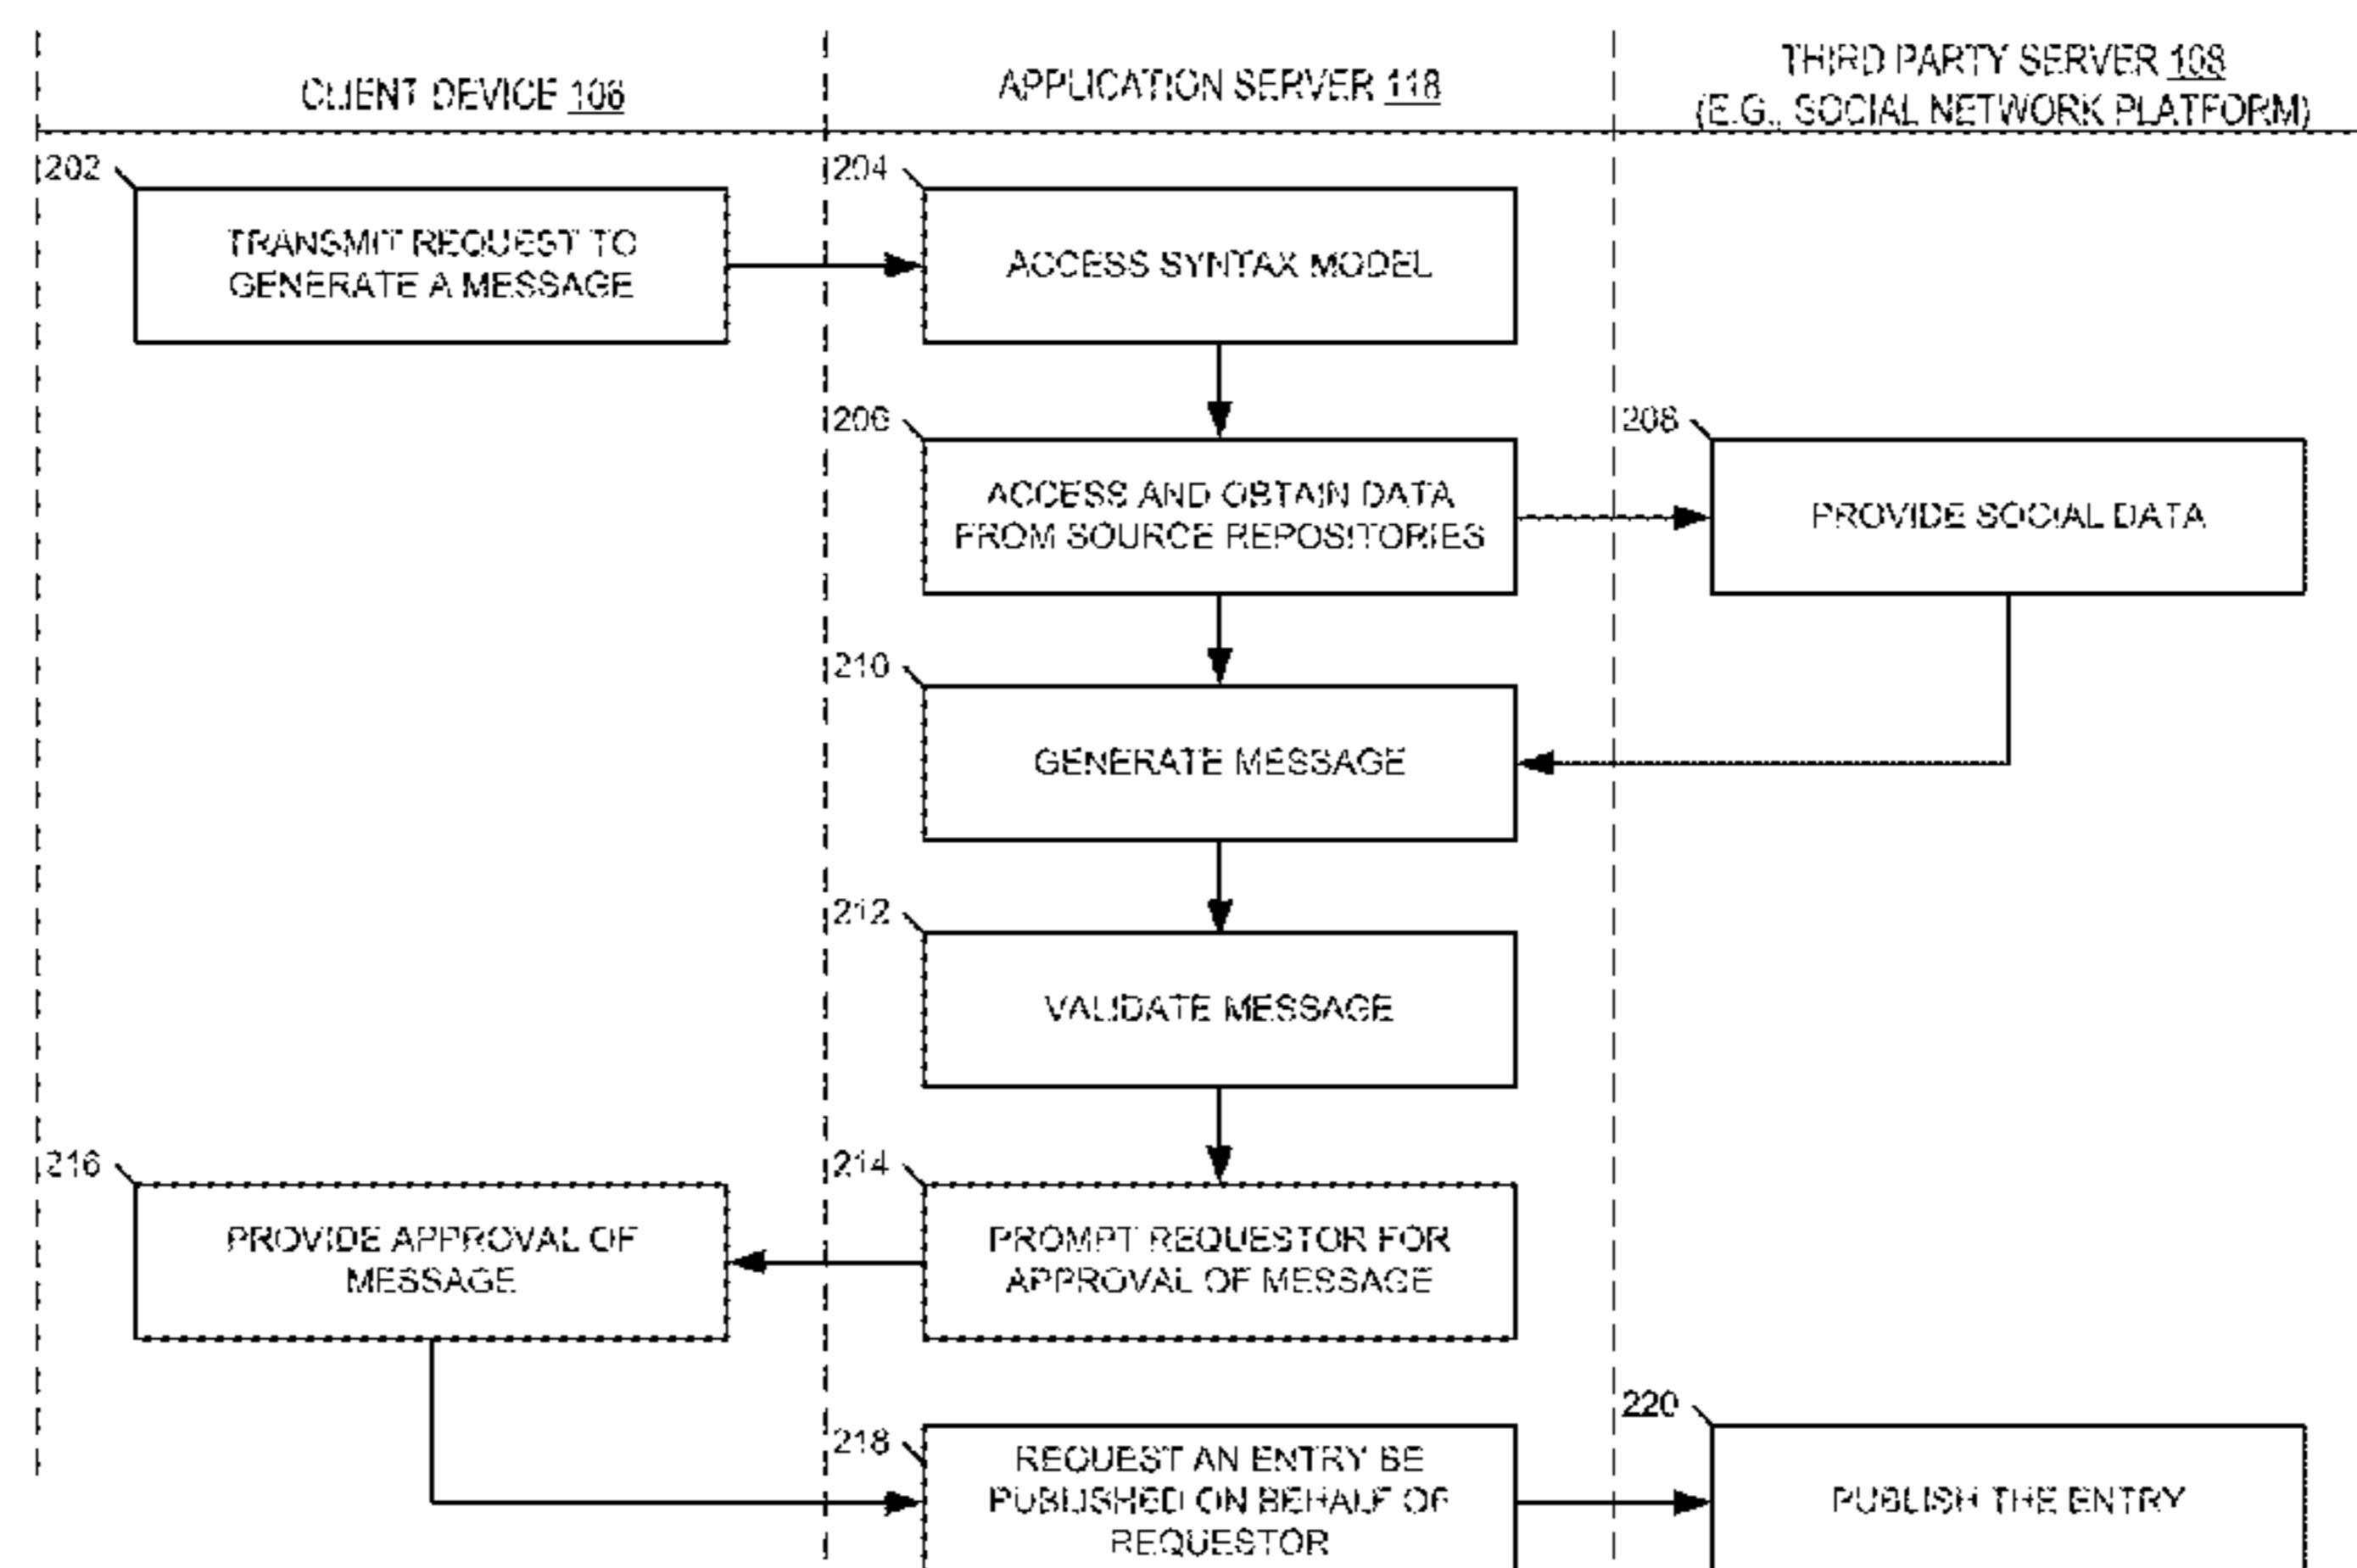 CLIENT DEVICE 106
APPLICATION SERVER 118
THIRD PARTY SERVER 108
(E.G., SOCIAL NETWORK PLATFORM)
202
TRANSMIT REQUEST TO
GENERATE A MESSAGE
204
ACCESS SYNTAX MODEL
206
ACCESS AND OBTAIN DATA
FROM SOURCE REPOSITORIES
208
PROVIDE SOCIAL DATA
210
GENERATE MESSAGE
212
VALIDATE MESSAGE
216
PROVIDE APPROVAL OF
MESSAGE
214
PROMPT REQUESTOR FOR
APPROVAL OF MESSAGE
218
REQUEST AN ENTRY BE
PUBLISHED ON BEHALF OF
REQUESTOR
220
PUBLISH THE ENTRY